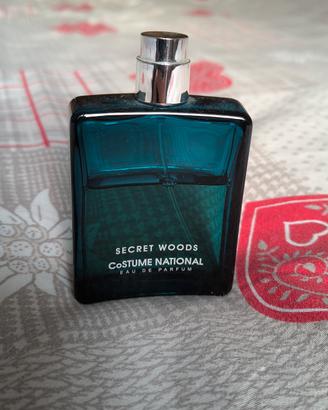 SECRET WOODS
CoSTUME NATIONAL
EAU DE PARFUM